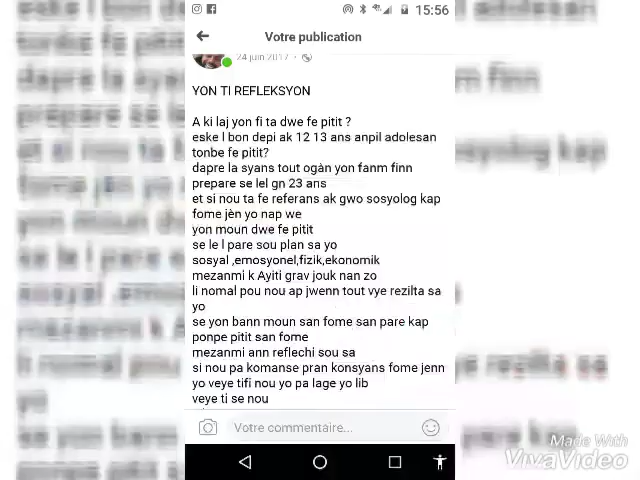 15:56
Votre publication
24 juin 2017
YON TI REFLEKSYON
A ki laj yon fi ta dwe fe pitit ?
eske l bon depi ak 12 13 ans anpil adolesan
tonbe fe pitit?
dapre la syans tout ogàn yon fanm finn
prepare se lel gn 23 ans
et si nou ta fe referans ak gwo sosyolog kap
fome jèn yo nap we
yon moun dwe fe pitit
se le l pare sou plan sa yo
sosyal ,emosyonel,fizik,ekonomik
mezanmi k Ayiti grav jouk nan zo
li nomal pou nou ap jwenn tout vye rezilta sa
yo
se yon bann moun san fome san pare kap
ponpe pitit san fome
mezanmi ann reflechi sou sa
si nou pa komanse pran konsyans fome jenn
yo veye tifi nou yo pa lage yo lib
veye ti se nou
Votre commentaire...
Made With
VivaVideo